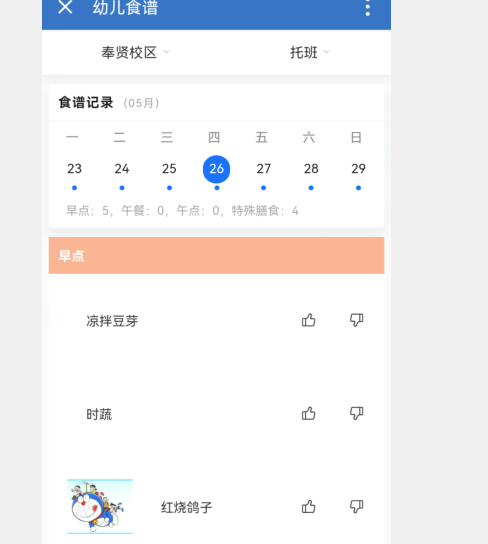 幼儿食谱
奉贤校区 托班
食谱记录 (05月)
一 二 三 四 五 六 日
23 24 25 26 27 28 29
早点: 5, 午餐: 0, 午点: 0, 特殊膳食: 4
早点
凉拌豆芽
时蔬
红烧鸽子